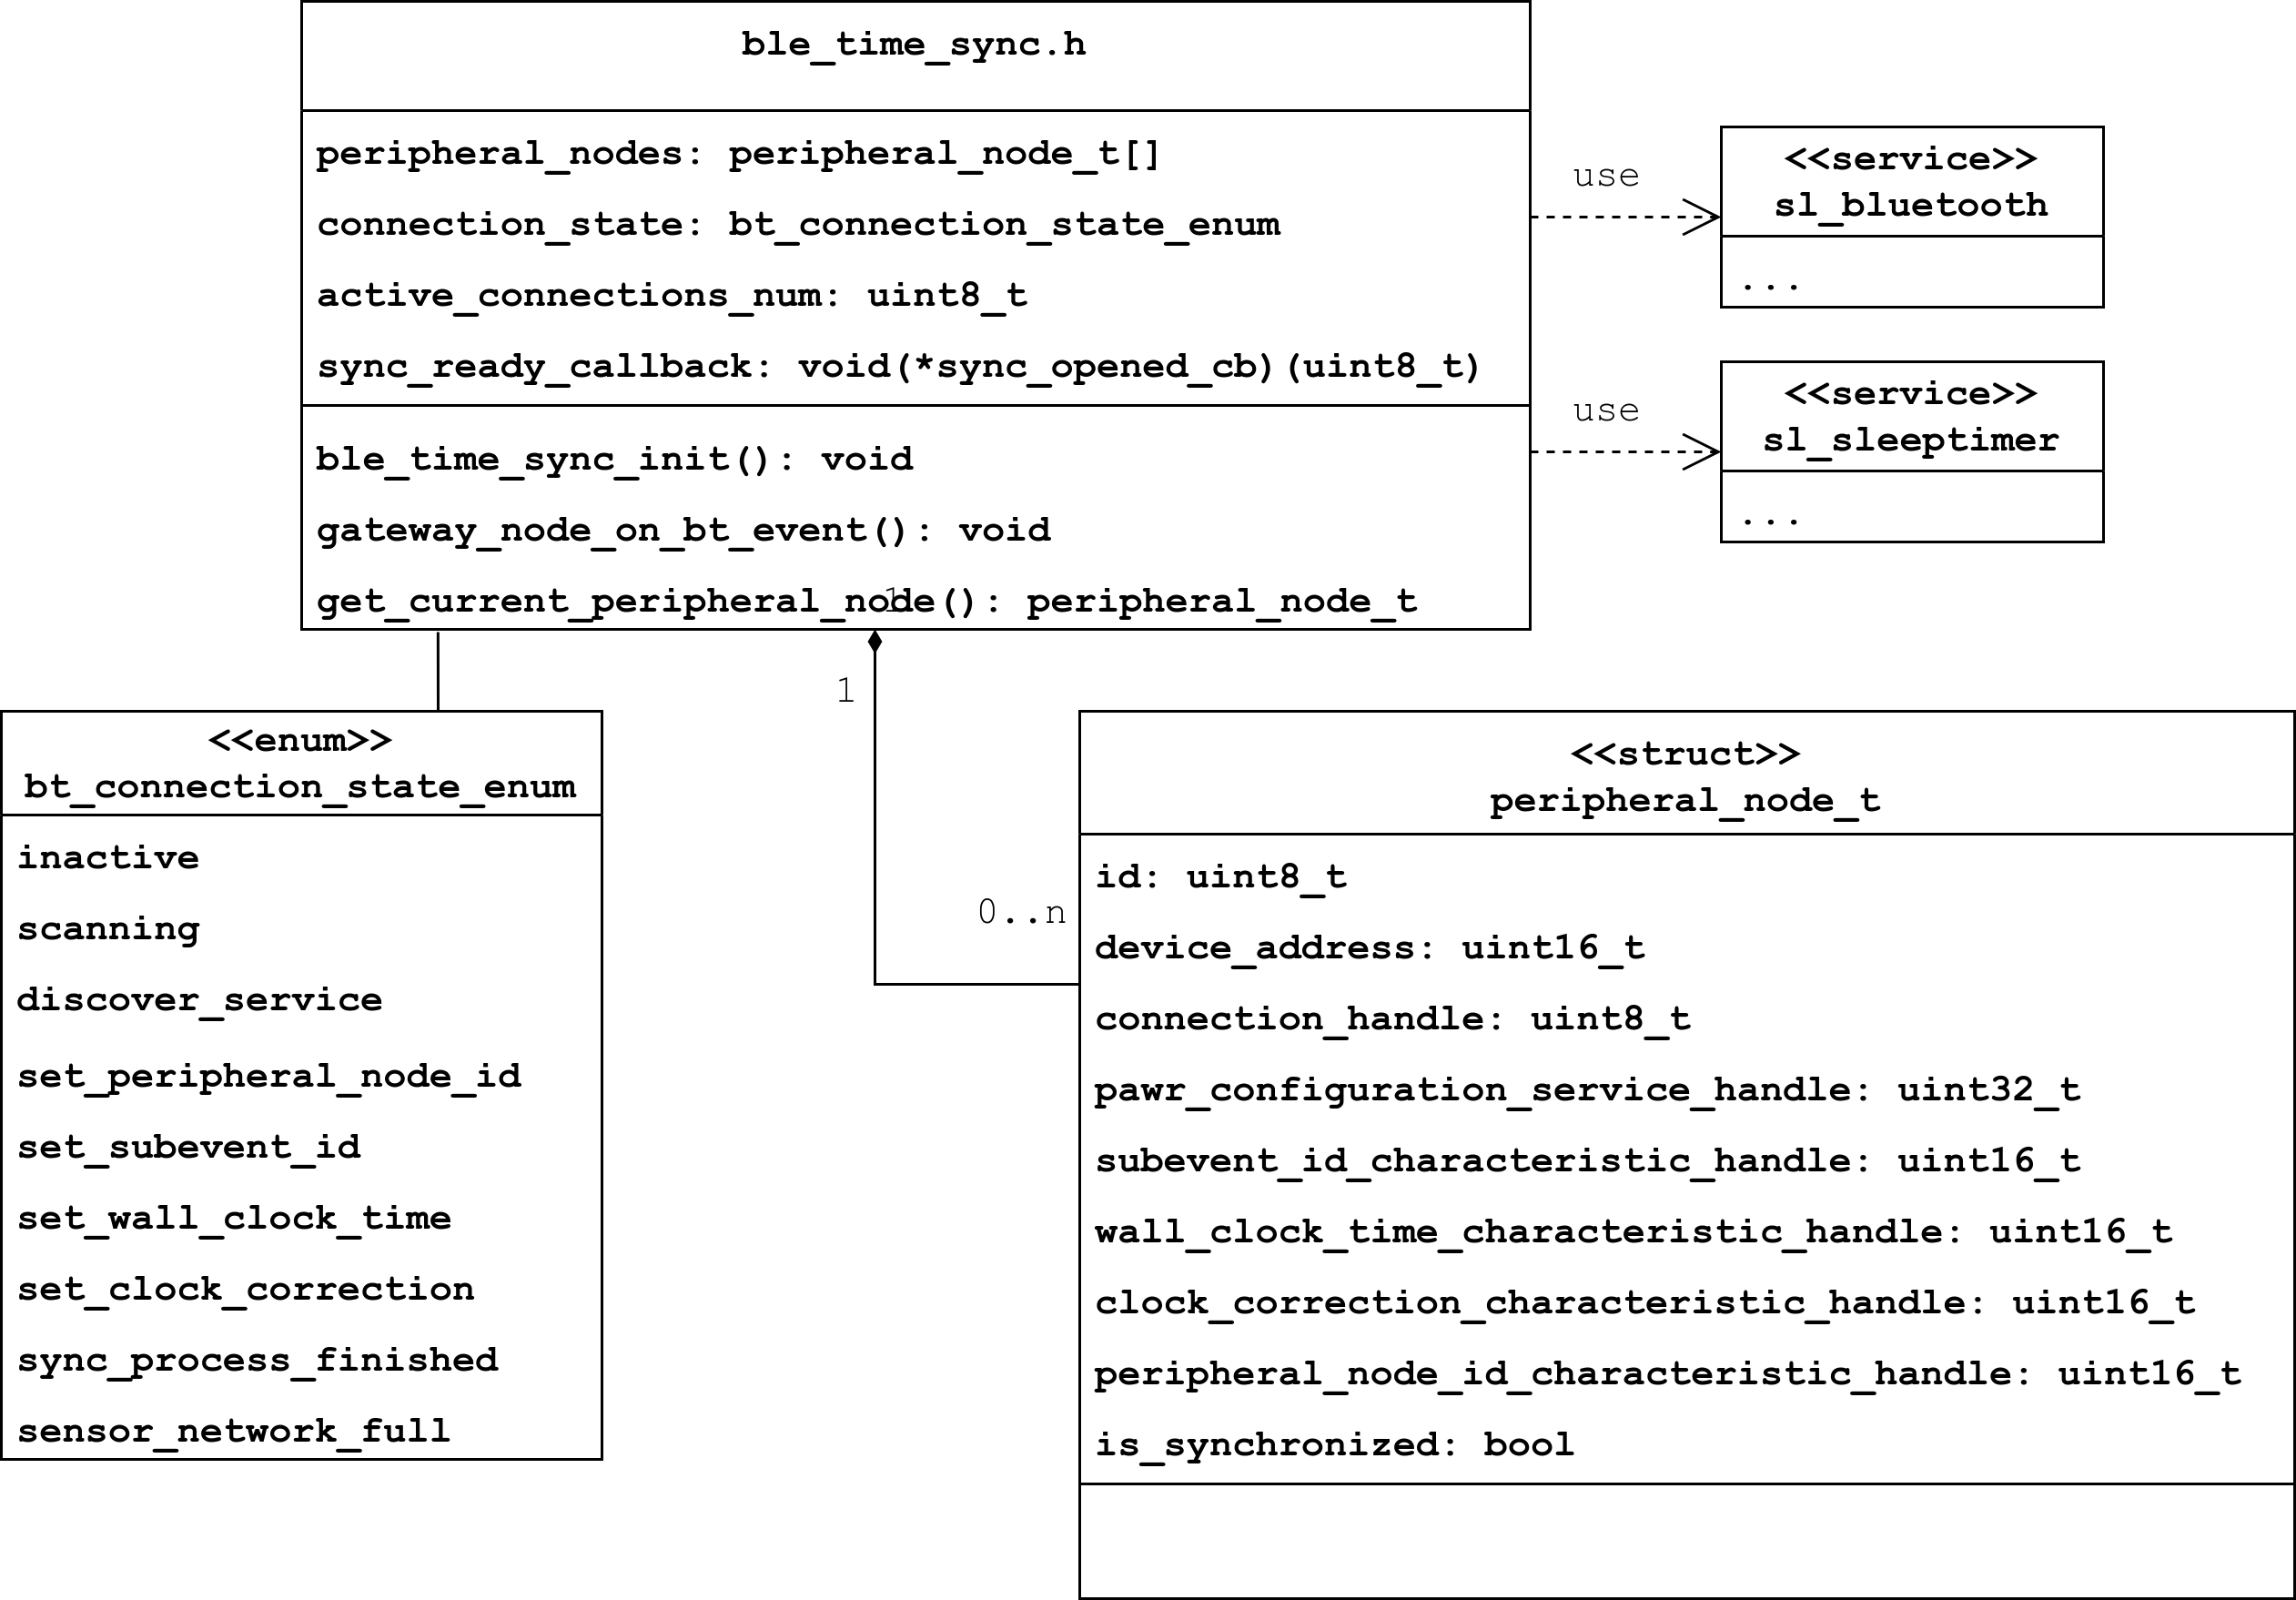 ble_time_sync.h
peripheral_nodes: peripheral_node_t[]
connection_state: bt_connection_state_enum
active_connections_num: uint8_t
sync_ready_callback: void(*sync_opened_cb)(uint8_t)
ble_time_sync_init(): void
gateway_node_on_bt_event(): void
get_current_peripheral_node(): peripheral_node_t
1
use
<<service>>
sl_bluetooth
...
use
<<service>>
sl_sleeptimer
...
1
0..n
<<enum>>
bt_connection_state_enum
inactive
scanning
discover_service
set_peripheral_node_id
set_subevent_id
set_wall_clock_time
set_clock_correction
sync_process_finished
sensor_network_full
<<struct>>
peripheral_node_t
id: uint8_t
device_address: uint16_t
connection_handle: uint8_t
pawr_configuration_service_handle: uint32_t
subevent_id_characteristic_handle: uint16_t
wall_clock_time_characteristic_handle: uint16_t
clock_correction_characteristic_handle: uint16_t
peripheral_node_id_characteristic_handle: uint16_t
is_synchronized: bool